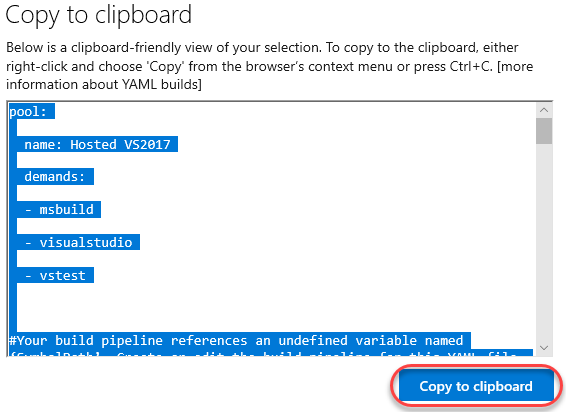 Copy to clipboard
Below is a clipboard-friendly view of your selection. To copy to the clipboard, either
right-click and choose 'Copy' from the browser’s context menu or press Ctrl+C. [more
information about YAML builds]
pool:
name: Hosted VS2017
demands:
- msbuild
- visualstudio
- vstest
#Your build pipeline references an undefined variable named
Copy to clipboard